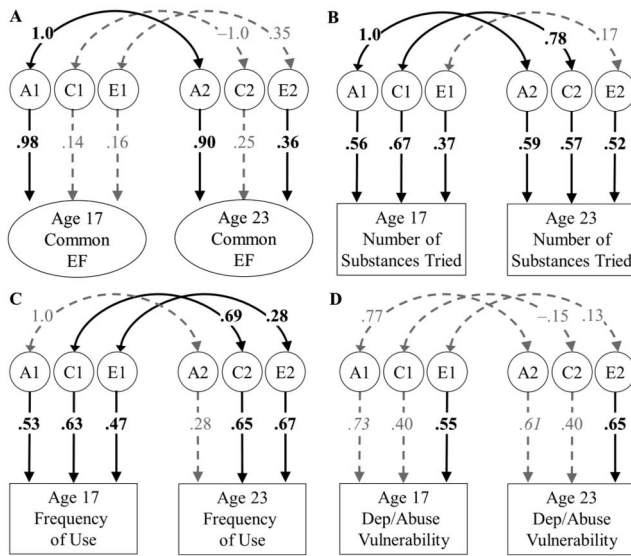 A
1.0
–1.0
.35
A1
C1
E1
A2
C2
E2
.98
.14
.16
.90
.25
.36
Age 17
Common
EF
Age 23
Common
EF
B
1.0
.78
.17
A1
C1
E1
A2
C2
E2
.56
.67
.37
.59
.57
.52
Age 17
Number of
Substances Tried
Age 23
Number of
Substances Tried
C
1.0
.69
.28
A1
C1
E1
A2
C2
E2
.53
.63
.47
.28
.65
.67
Age 17
Frequency
of Use
Age 23
Frequency
of Use
D
.77
–.15
.13
A1
C1
E1
A2
C2
E2
.73
.40
.55
.61
.40
.65
Age 17
Dep/Abuse
Vulnerability
Age 23
Dep/Abuse
Vulnerability